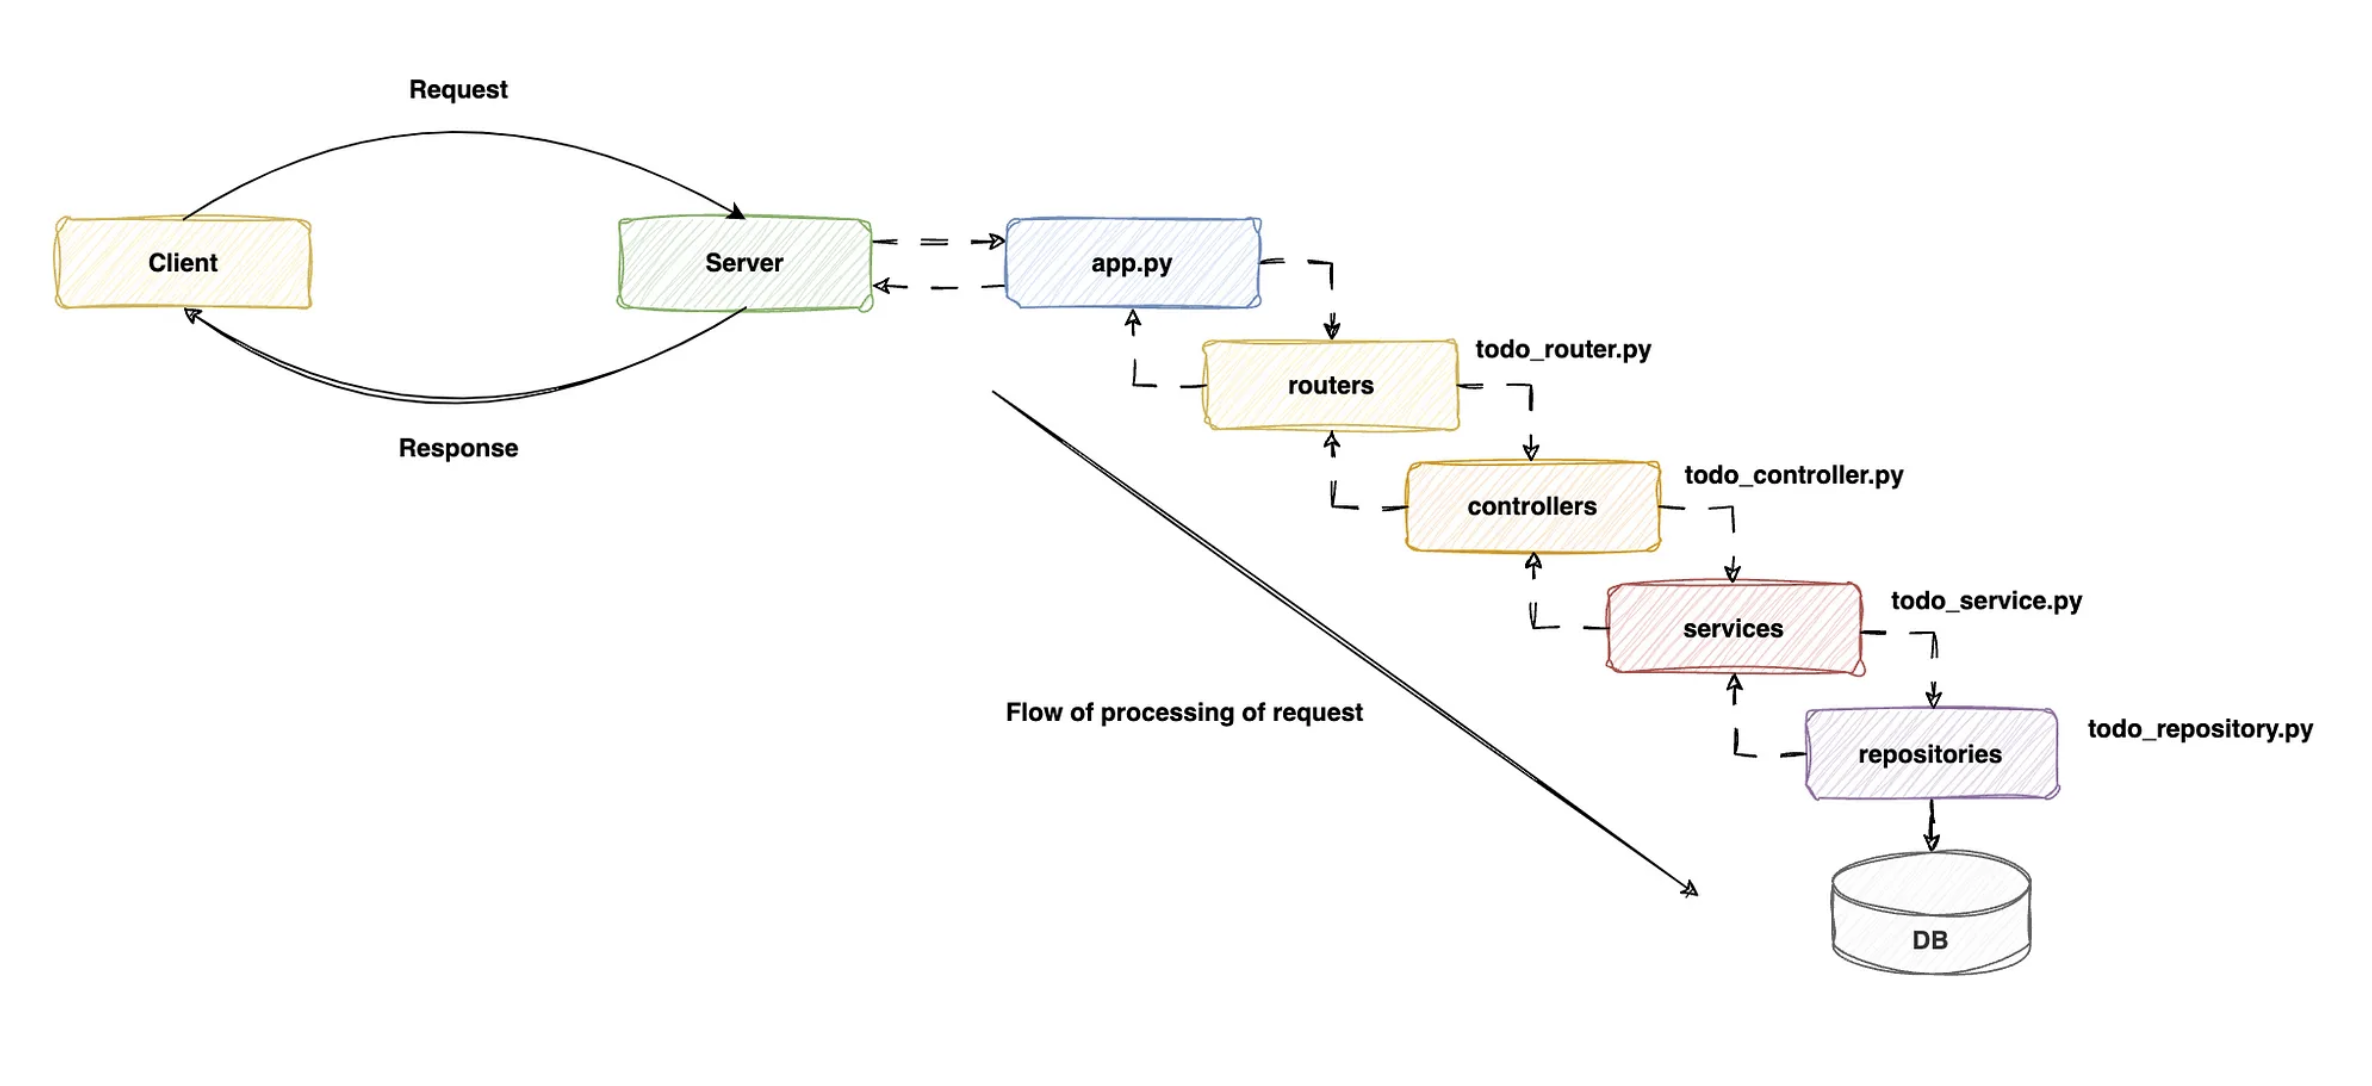 Request
Client
Server
app.py
todo_router.py
routers
Response
todo_controller.py
controllers
todo_service.py
services
Flow of processing of request
todo_repository.py
repositories
DB